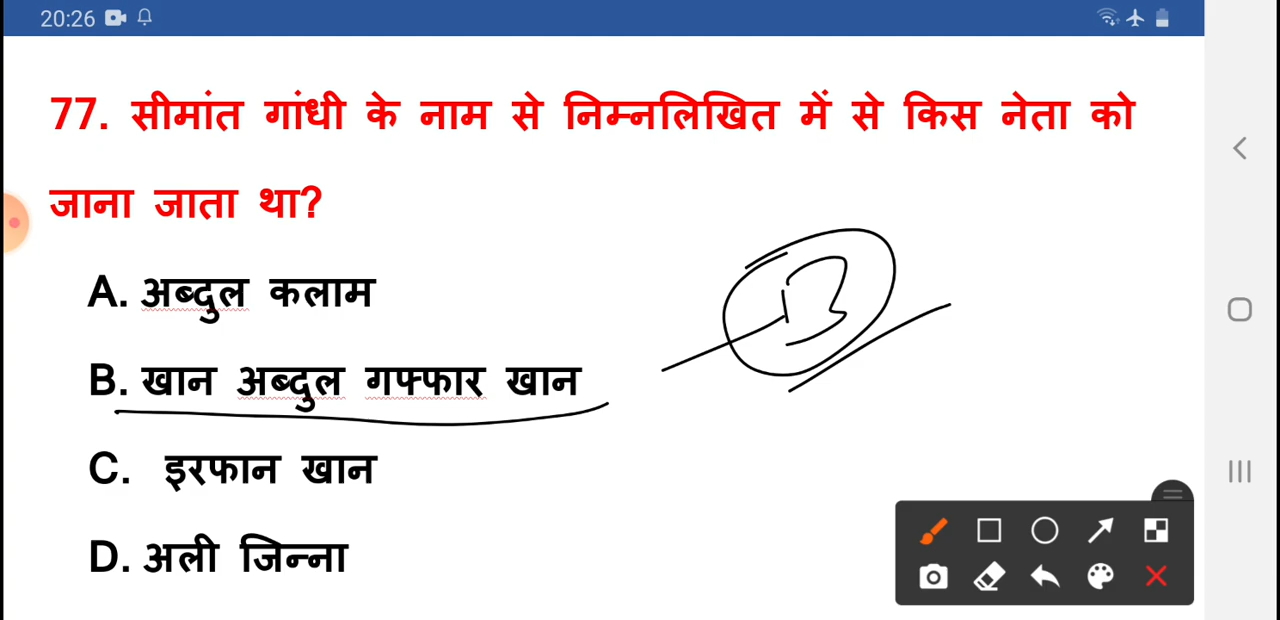 20:26
77. सीमांत गांधी के नाम से निम्नलिखित में से किस नेता को
जाना जाता था?
A. अब्दुल कलाम
B. खान अब्दुल गफ्फार खान
B
C. इरफान खान
D. अली जिन्ना